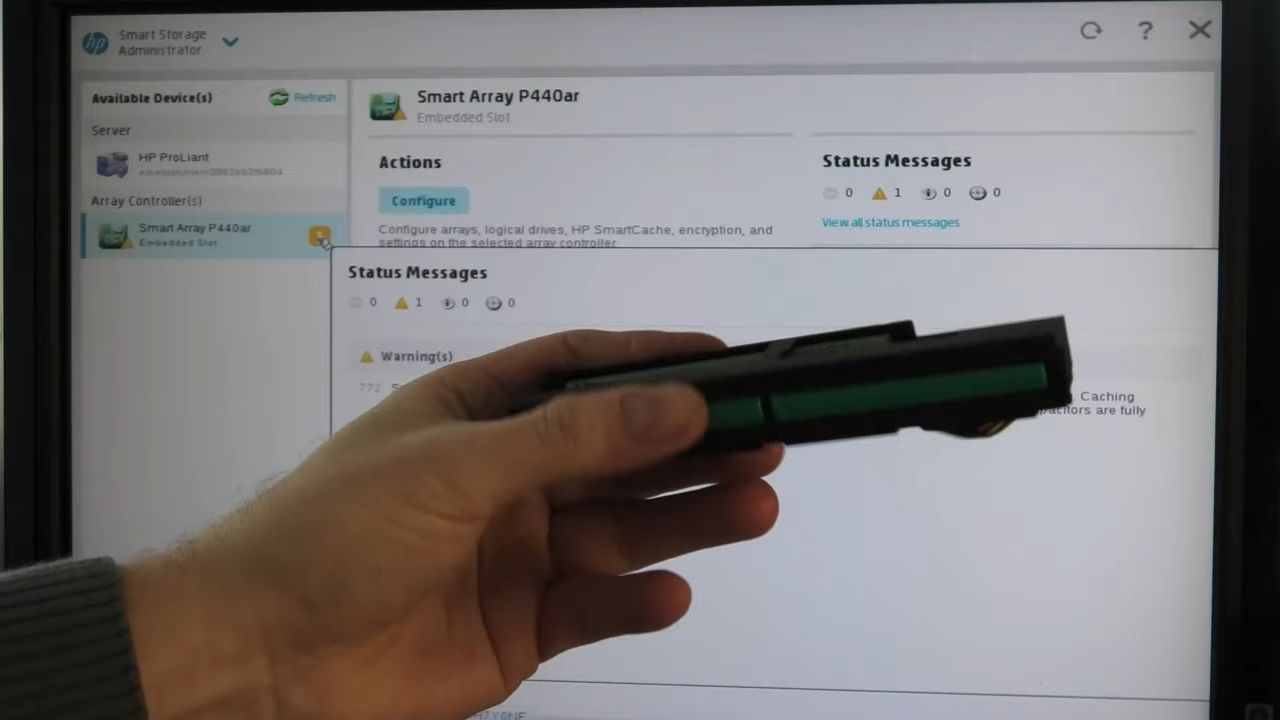 hp
Smart Storage
Administrator
?
Available Device(s)
Refresh
Server
HP ProLiant
Array Controller(s)
Smart Array P440ar
Embedded Slot
1
Smart Array P440ar
Embedded Slot
Actions
Configure
Configure arrays, logical drives, HP SmartCache, encryption, and
settings on the selected array controller
Status Messages
0 1 0 0
View all status messages
Status Messages
0 1 0 0
Warning(s)
772
Caching
are fully